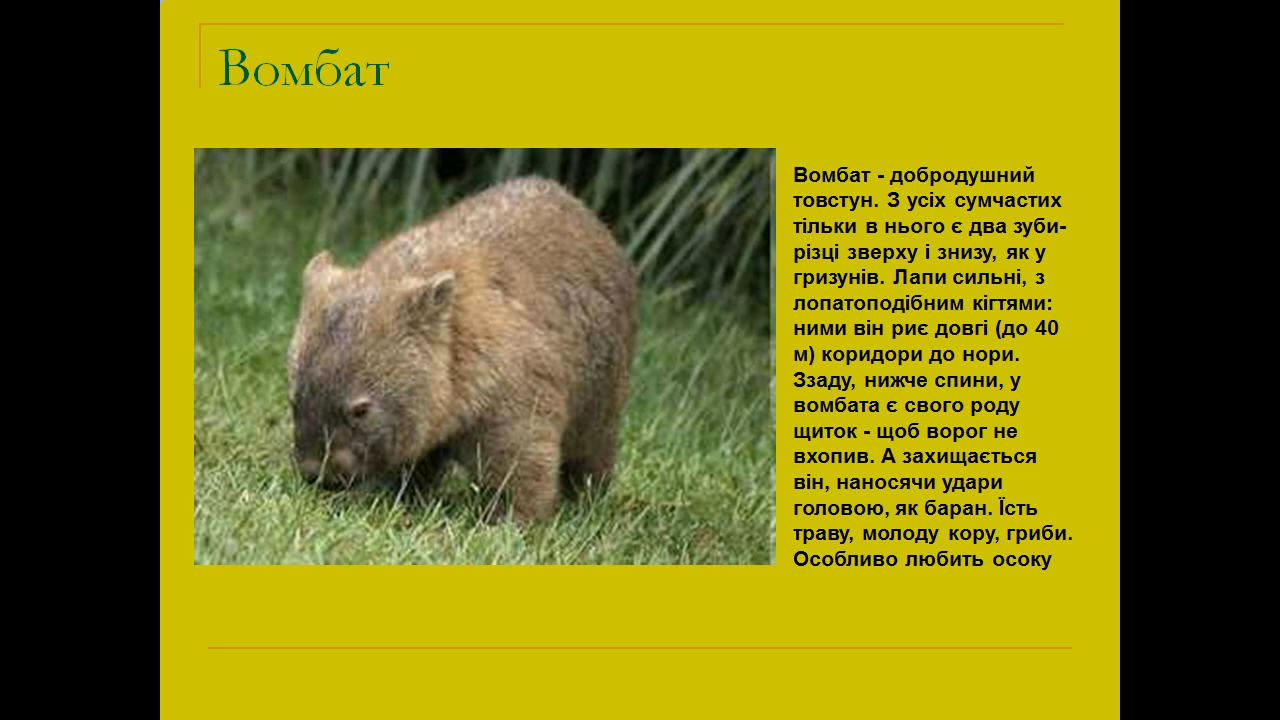 Вомбат
Вомбат - добродушний
товстун. З усіх сумчастих
тільки в нього є два зуби-
різці зверху і знизу, як у
гризунів. Лапи сильні, з
лопатоподібним кігтями:
ними він риє довгі (до 40
м) коридори до нори.
Ззаду, нижче спини, у
вомбата є свого роду
щиток - щоб ворог не
вхопив. А захищається
він, наносячи удари
головою, як баран. Їсть
траву, молоду кору, гриби.
Особливо любить осоку